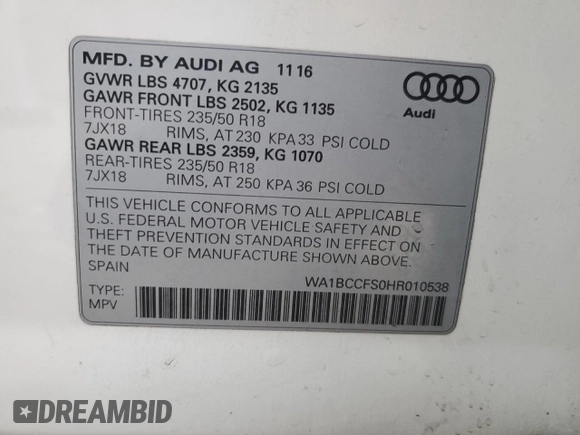 MFD. BY AUDI AG 11 16
GVWR LBS 4707, KG 2135
GAWR FRONT LBS 2502, KG 1135
FRONT-TIRES 235/50 R18
7JX18 RIMS, AT 230 KPA 33 PSI COLD
GAWR REAR LBS 2359, KG 1070
REAR-TIRES 235/50 R18
7JX18 RIMS, AT 250 KPA 36 PSI COLD
Audi
THIS VEHICLE CONFORMS TO ALL APPLICABLE
U.S. FEDERAL MOTOR VEHICLE SAFETY AND
THEFT PREVENTION STANDARDS IN EFFECT ON
THE DATE OF MANUFACTURE SHOWN ABOVE.
SPAIN
WA1BCCFS0HR010538
TYPE:
MPV
DREAMBID